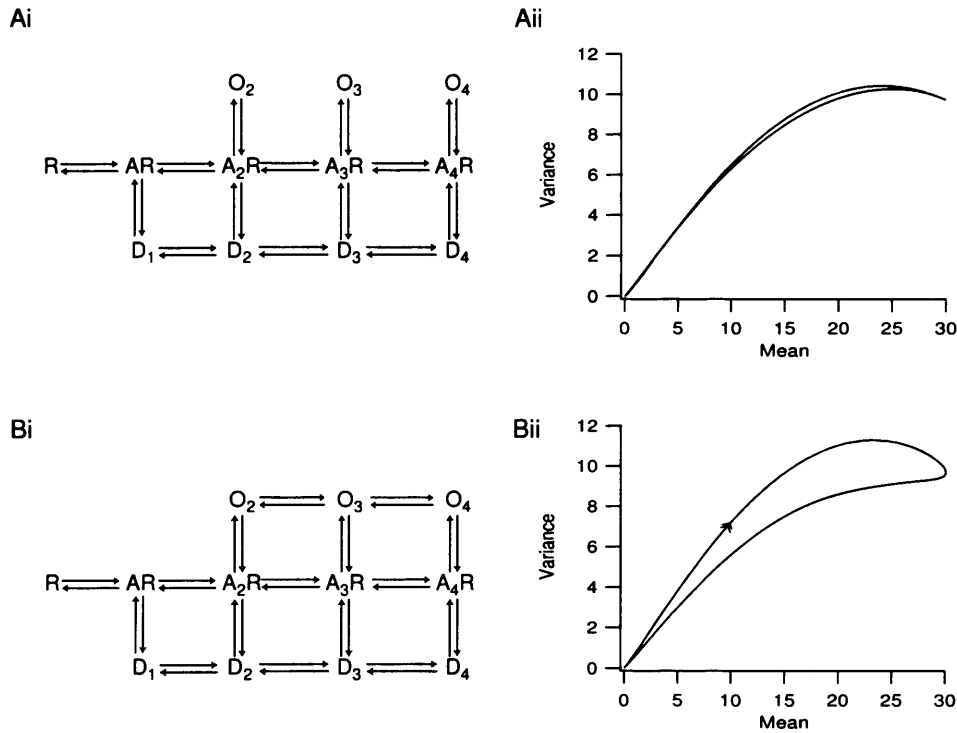 Ai
O₂ O₃ O₄
R AR A₂R A₃R A₄R
D₁ D₂ D₃ D₄
Aii
12
10
8
6
4
2
0
Variance
0 5 10 15 20 25 30
Mean
Bi
O₂ O₃ O₄
R AR A₂R A₃R A₄R
D₁ D₂ D₃ D₄
Bii
12
10
8
6
4
2
0
Variance
0 5 10 15 20 25 30
Mean